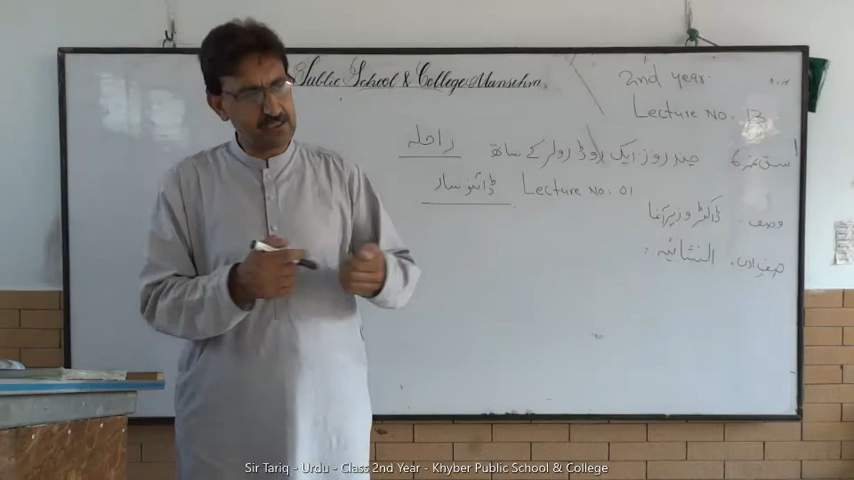 Public School & College Mansehra
2nd year
Lecture No. 13
سبق نمبر 6 چند روز ایک روڈ رولر کے ساتھ راحلہ
Lecture No: 01 ڈائنو سار
ڈاکٹر وزیر آغا
صنفِ ادب. انشائیہ :
Sir Tariq - Urdu - Class 2nd Year - Khyber Public School & College